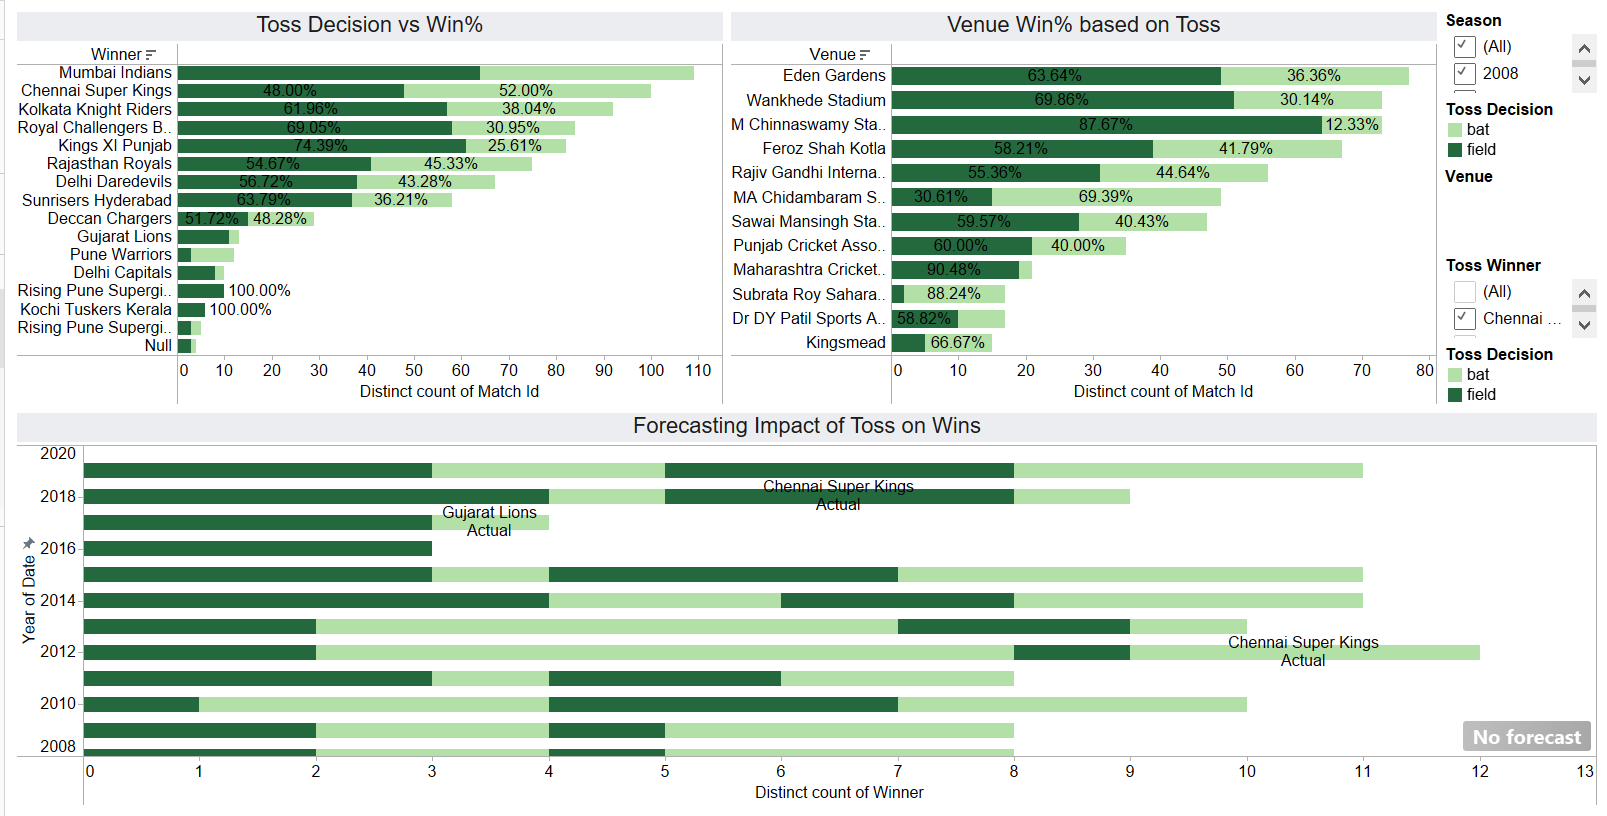 Toss Decision vs Win%
Winner
Mumbai Indians
Chennai Super Kings 48.00% 52.00%
Kolkata Knight Riders 61.96% 38.04%
Royal Challengers B.. 69.05% 30.95%
Kings XI Punjab 74.39% 25.61%
Rajasthan Royals 54.67% 45.33%
Delhi Daredevils 56.72% 43.28%
Sunrisers Hyderabad 63.79% 36.21%
Deccan Chargers 51.72% 48.28%
Gujarat Lions
Pune Warriors
Delhi Capitals
Rising Pune Supergi.. 100.00%
Kochi Tuskers Kerala 100.00%
Rising Pune Supergi..
Null
0 10 20 30 40 50 60 70 80 90 100 110
Distinct count of Match Id
Venue Win% based on Toss
Venue
Eden Gardens 63.64% 36.36%
Wankhede Stadium 69.86% 30.14%
M Chinnaswamy Sta.. 87.67% 12.33%
Feroz Shah Kotla 58.21% 41.79%
Rajiv Gandhi Interna.. 55.36% 44.64%
MA Chidambaram S.. 30.61% 69.39%
Sawai Mansingh Sta.. 59.57% 40.43%
Punjab Cricket Asso.. 60.00% 40.00%
Maharashtra Cricket.. 90.48%
Subrata Roy Sahara.. 88.24%
Dr DY Patil Sports A.. 58.82%
Kingsmead 66.67%
0 10 20 30 40 50 60 70 80
Distinct count of Match Id
Season
(All)
2008
Toss Decision
bat
field
Venue
Toss Winner
(All)
Chennai ...
Toss Decision
bat
field
Forecasting Impact of Toss on Wins
Year of Date
2020
2018
Chennai Super Kings
Actual
Gujarat Lions
Actual
2016
2014
2012
Chennai Super Kings
Actual
2010
2008
No forecast
0 1 2 3 4 5 6 7 8 9 10 11 12 13
Distinct count of Winner